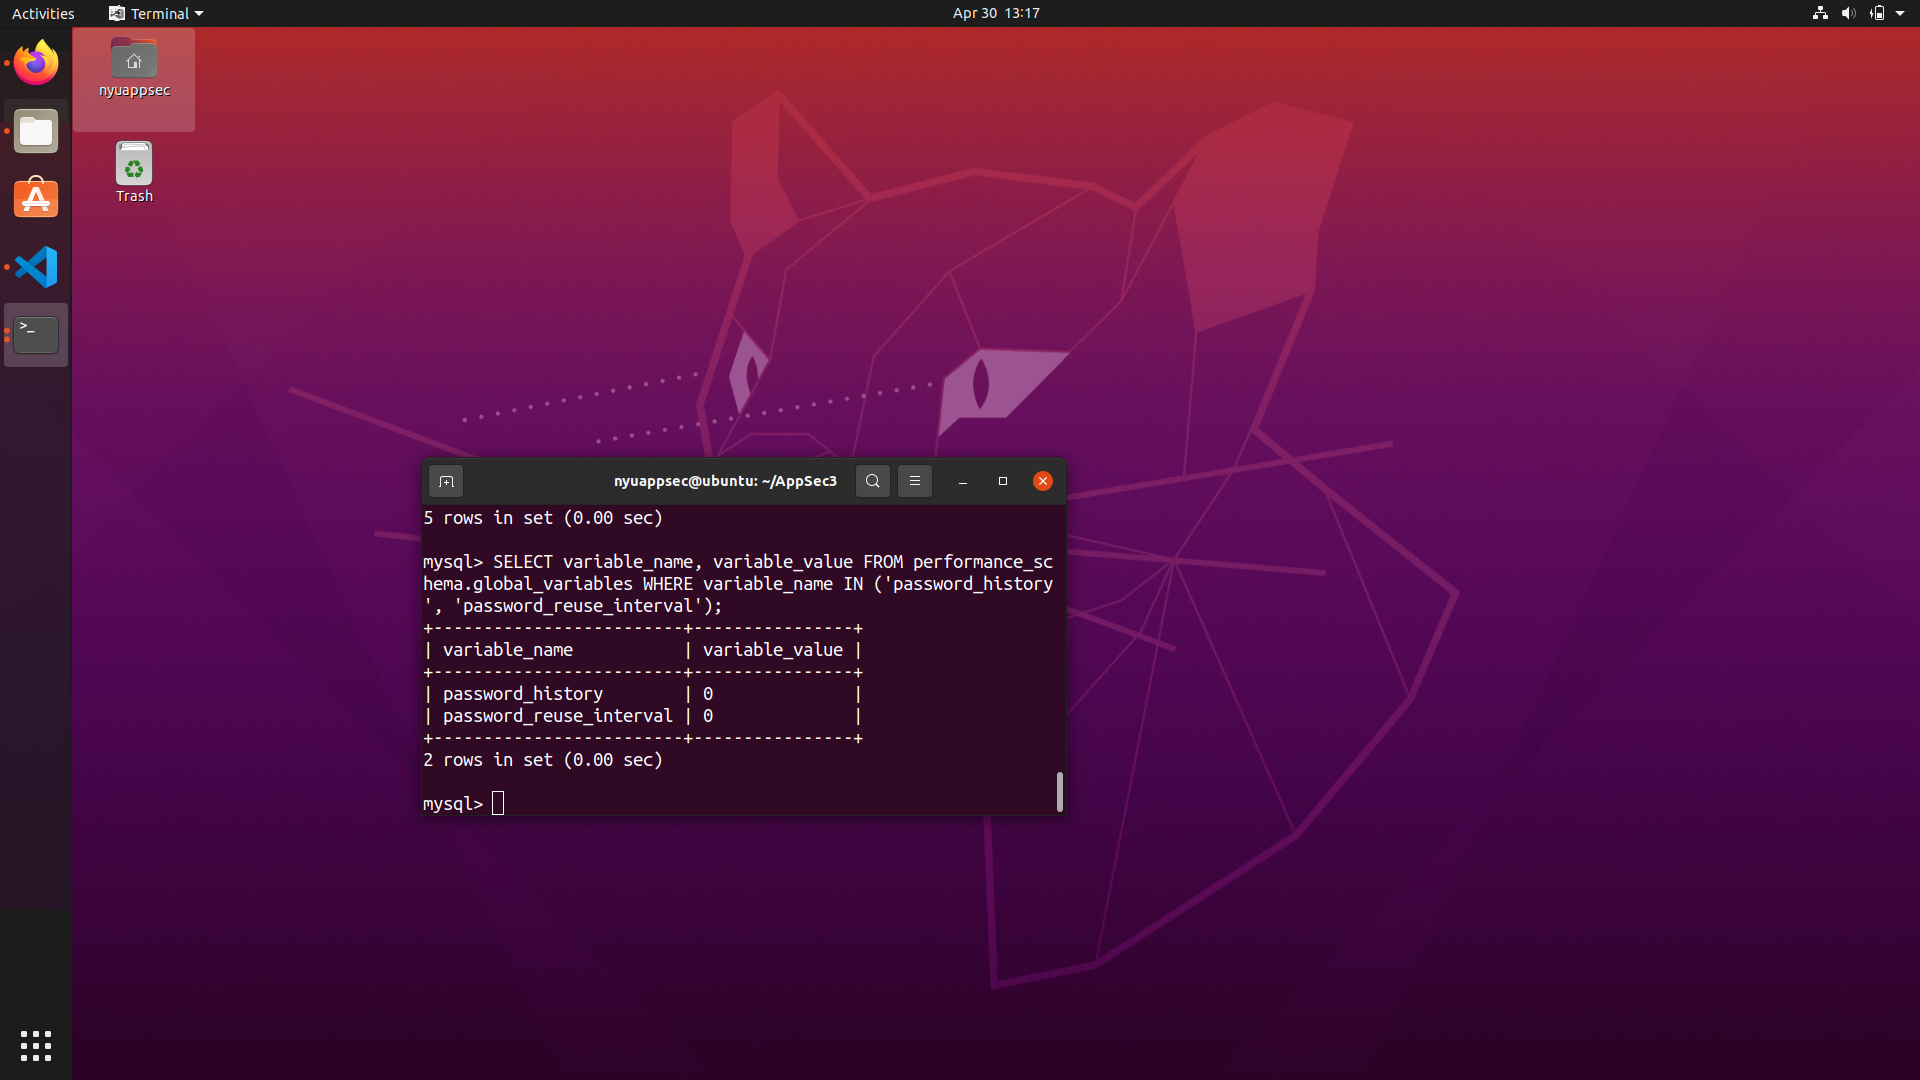 Activities
Terminal
Apr 30 13:17
nyuappsec
Trash
nyuappsec@ubuntu: ~/AppSec3
5 rows in set (0.00 sec)
mysql> SELECT variable_name, variable_value FROM performance_sc
hema.global_variables WHERE variable_name IN ('password_history
', 'password_reuse_interval');
+-------------------------+----------------+
| variable_name           | variable_value |
+-------------------------+----------------+
| password_history        | 0              |
| password_reuse_interval | 0              |
+-------------------------+----------------+
2 rows in set (0.00 sec)
mysql>